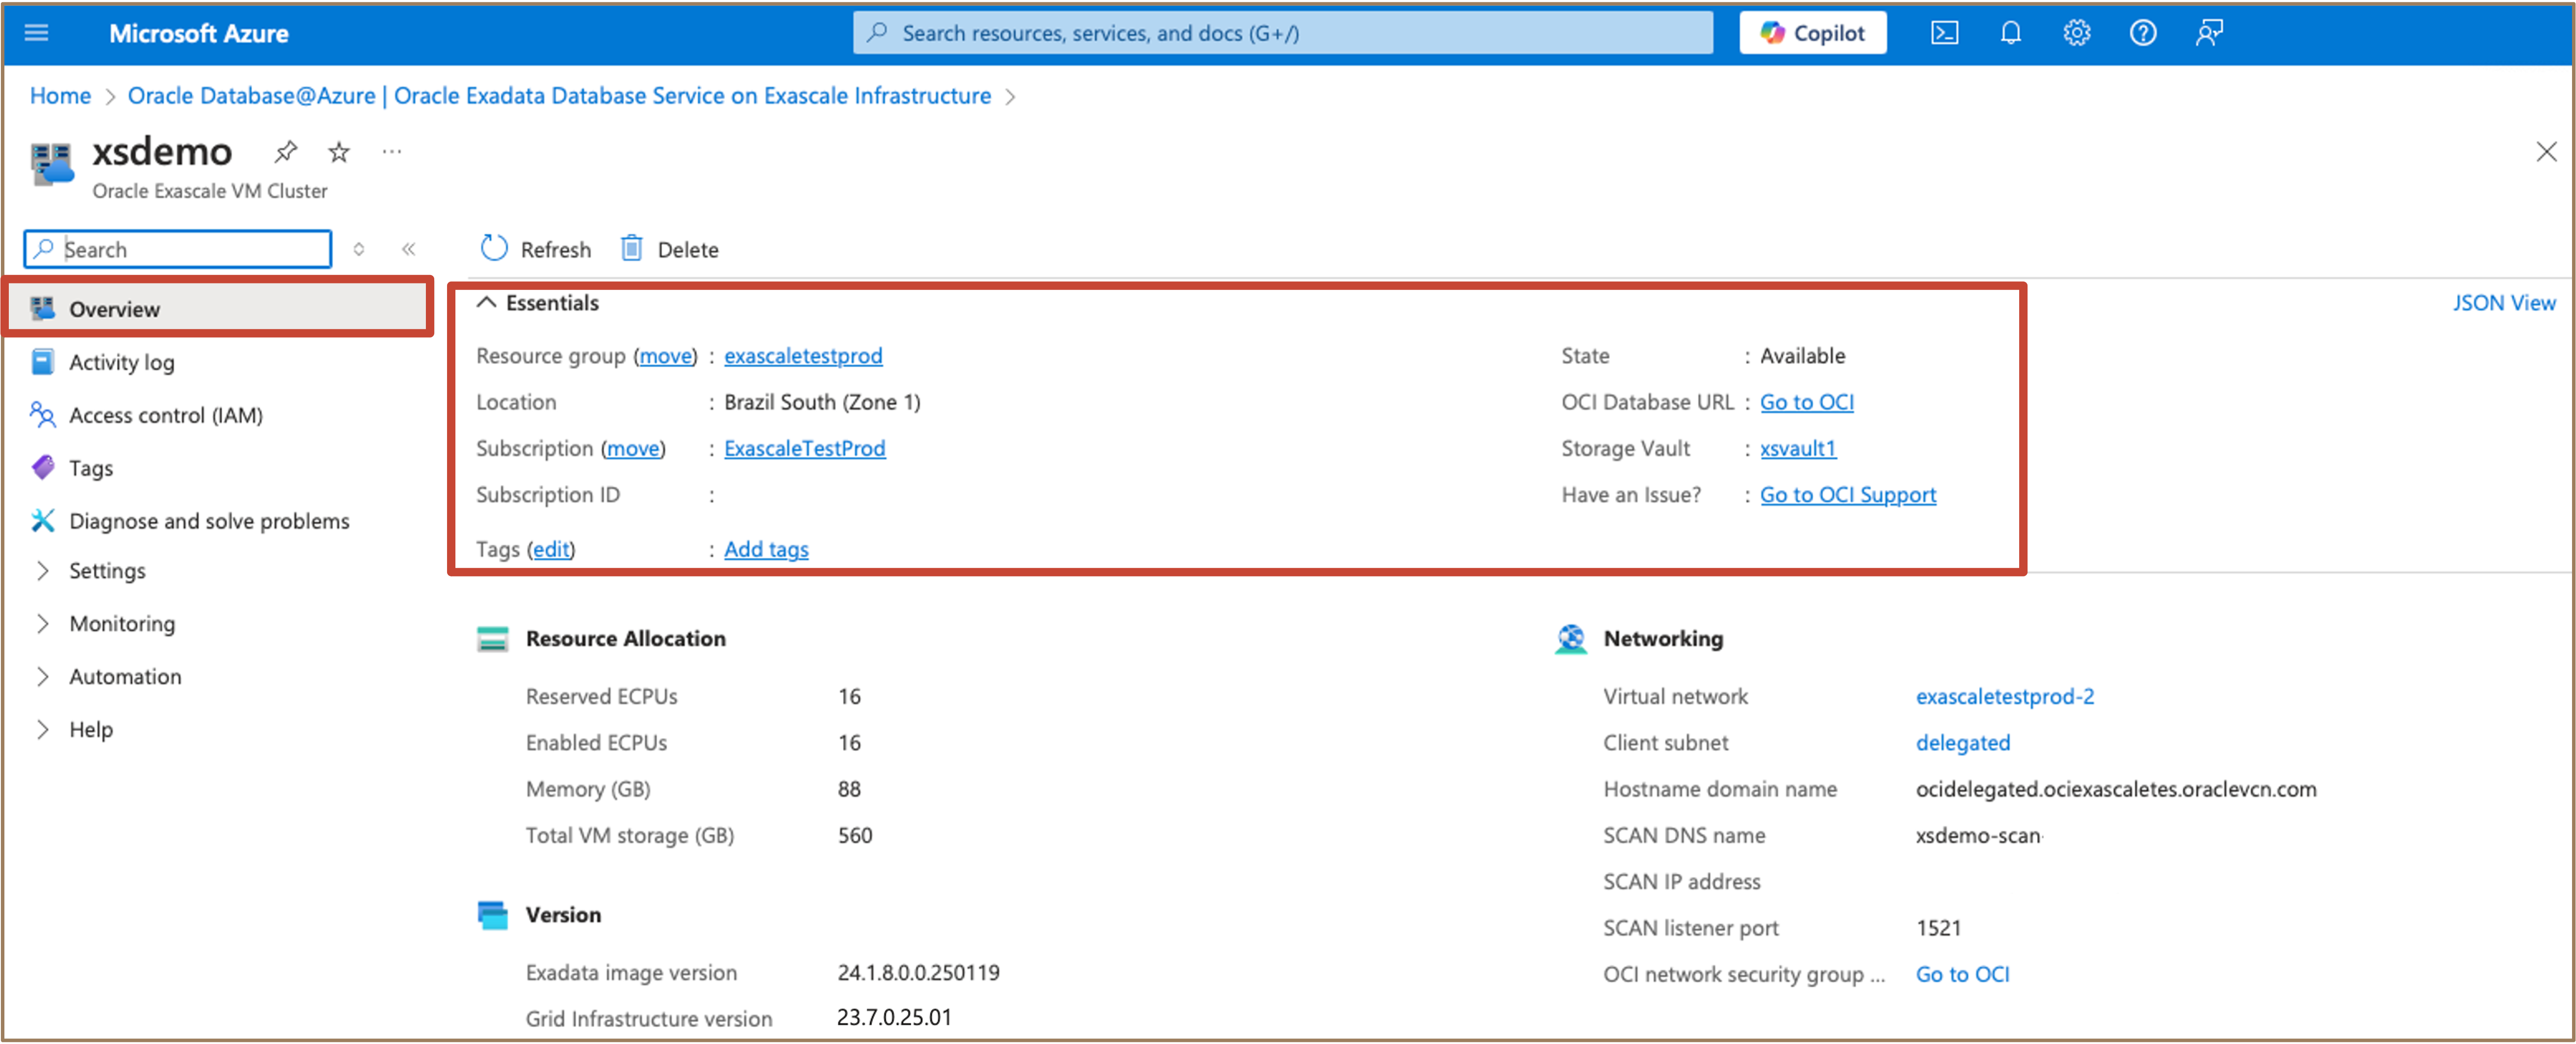 Microsoft Azure
Search resources, services, and docs (G+/)
Copilot
Home > Oracle Database@Azure | Oracle Exadata Database Service on Exascale Infrastructure >
xsdemo
Oracle Exascale VM Cluster
Search
Refresh
Delete
Overview
Activity log
Access control (IAM)
Tags
Diagnose and solve problems
Settings
Monitoring
Automation
Help
Essentials
JSON View
Resource group (move) : exascaletestprod
Location : Brazil South (Zone 1)
Subscription (move) : ExascaleTestProd
Subscription ID :
Tags (edit) : Add tags
State : Available
OCI Database URL : Go to OCI
Storage Vault : xsvault1
Have an Issue? : Go to OCI Support
Resource Allocation
Reserved ECPUs 16
Enabled ECPUs 16
Memory (GB) 88
Total VM storage (GB) 560
Version
Exadata image version 24.1.8.0.0.250119
Grid Infrastructure version 23.7.0.25.01
Networking
Virtual network exascaletestprod-2
Client subnet delegated
Hostname domain name ocidelegated.ociexascaletes.oraclevcn.com
SCAN DNS name xsdemo-scan
SCAN IP address
SCAN listener port 1521
OCI network security group ... Go to OCI